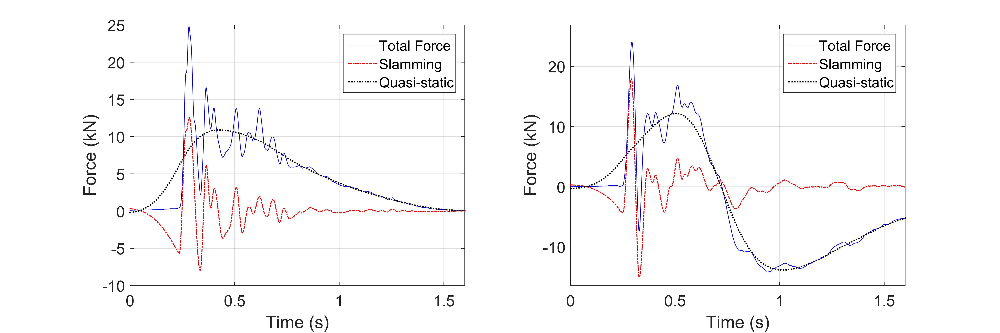 25
20
15
10
5
0
-5
-10
0
0.5
1
1.5
Force (kN)
Time (s)
Total Force
Slamming
Quasi-static
20
10
0
-10
0
0.5
1
1.5
Force (kN)
Time (s)
Total Force
Slamming
Quasi-static